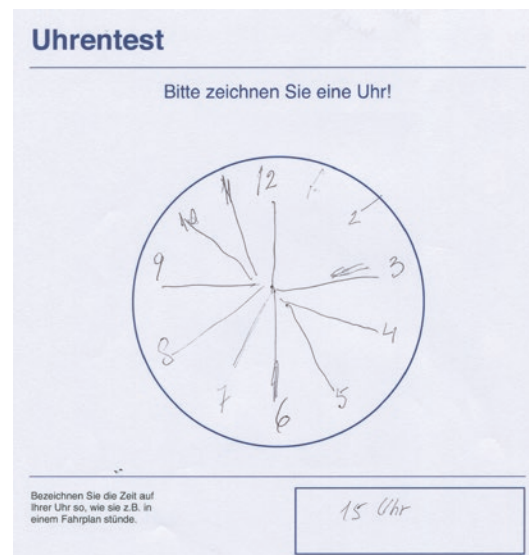 Uhrentest
Bitte zeichnen Sie eine Uhr!
12
1
11
2
10
9
3
8
4
7
5
6
Bezeichnen Sie die Zeit auf
Ihrer Uhr so, wie sie z.B. in
einem Fahrplan stünde.
15 Uhr